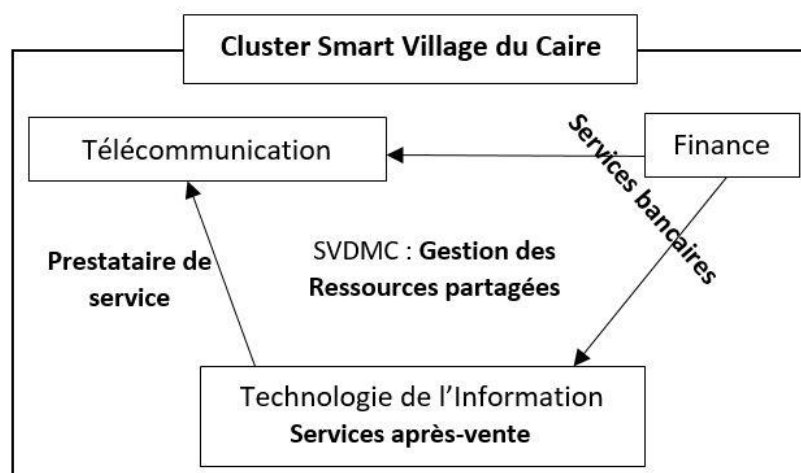 Cluster Smart Village du Caire
Télécommunication
Finance
Services bancaires
Prestataire de
service
SVDMC : Gestion des
Ressources partagées
Technologie de l’Information
Services après-vente